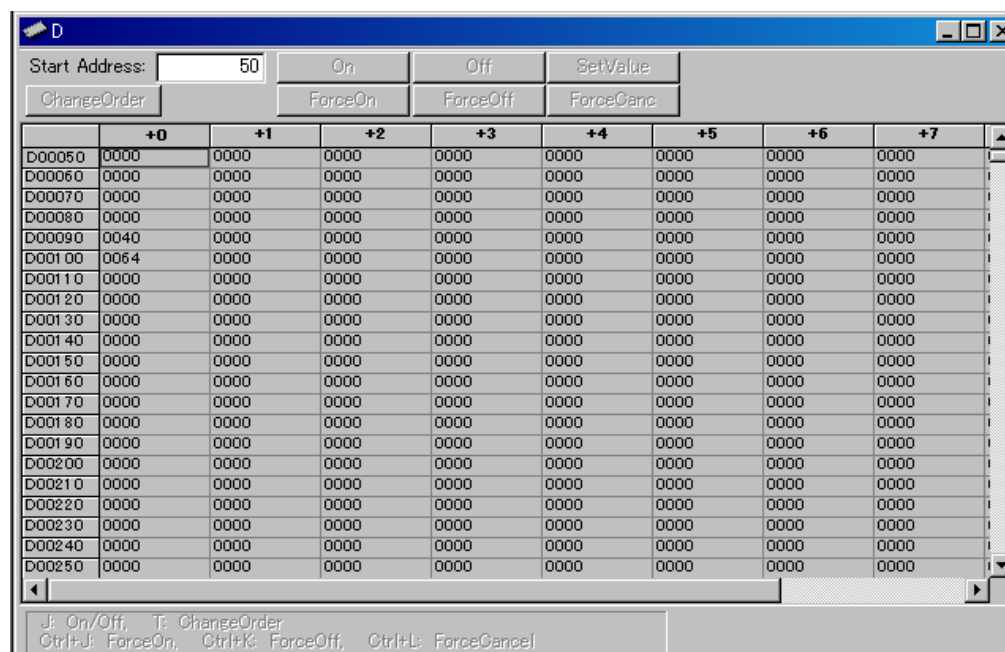 D
Start Address: 50 On Off SetValue
ChangeOrder ForceOn ForceOff ForceCanc
+0 +1 +2 +3 +4 +5 +6 +7
D00050 0000 0000 0000 0000 0000 0000 0000 0000
D00060 0000 0000 0000 0000 0000 0000 0000 0000
D00070 0000 0000 0000 0000 0000 0000 0000 0000
D00080 0000 0000 0000 0000 0000 0000 0000 0000
D00090 0040 0000 0000 0000 0000 0000 0000 0000
D00100 0064 0000 0000 0000 0000 0000 0000 0000
D00110 0000 0000 0000 0000 0000 0000 0000 0000
D00120 0000 0000 0000 0000 0000 0000 0000 0000
D00130 0000 0000 0000 0000 0000 0000 0000 0000
D00140 0000 0000 0000 0000 0000 0000 0000 0000
D00150 0000 0000 0000 0000 0000 0000 0000 0000
D00160 0000 0000 0000 0000 0000 0000 0000 0000
D00170 0000 0000 0000 0000 0000 0000 0000 0000
D00180 0000 0000 0000 0000 0000 0000 0000 0000
D00190 0000 0000 0000 0000 0000 0000 0000 0000
D00200 0000 0000 0000 0000 0000 0000 0000 0000
D00210 0000 0000 0000 0000 0000 0000 0000 0000
D00220 0000 0000 0000 0000 0000 0000 0000 0000
D00230 0000 0000 0000 0000 0000 0000 0000 0000
D00240 0000 0000 0000 0000 0000 0000 0000 0000
D00250 0000 0000 0000 0000 0000 0000 0000 0000
J: On/Off, T: ChangeOrder
Ctrl+J: ForceOn, Ctrl+K: ForceOff, Ctrl+L: ForceCancel